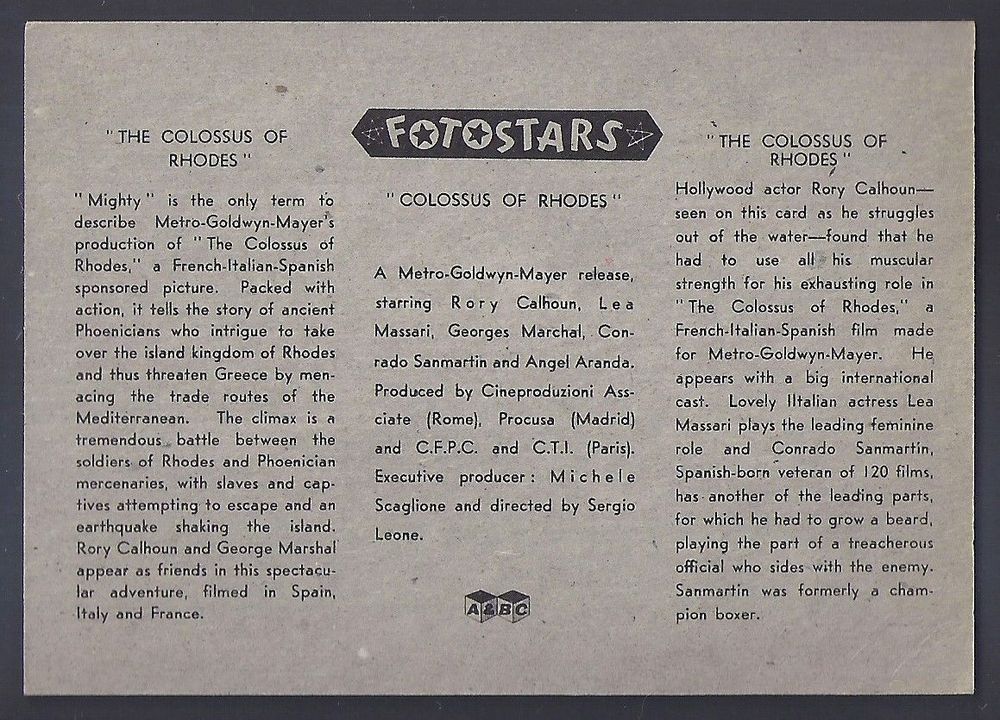 "THE COLOSSUS OF
RHODES"
"Mighty" is the only term to
describe Metro-Goldwyn-Mayer's
production of "The Colossus of
Rhodes," a French-Italian-Spanish
sponsored picture. Packed with
action, it tells the story of ancient
Phoenicians who intrigue to take
over the island kingdom of Rhodes
and thus threaten Greece by men-
acing the trade routes of the
Mediterranean. The climax is a
tremendous battle between the
soldiers of Rhodes and Phoenician
mercenaries, with slaves and cap-
tives attempting to escape and an
earthquake shaking the island.
Rory Calhoun and George Marshal
appear as friends in this spectacu-
lar adventure, filmed in Spain,
Italy and France.
FOTOSTARS
"COLOSSUS OF RHODES"
A Metro-Goldwyn-Mayer release,
starring Rory Calhoun, Lea
Massari, Georges Marchal, Con-
rado Sanmartin and Angel Aranda.
Produced by Cineproduzioni Ass-
ciate (Rome), Procusa (Madrid)
and C.F.P.C. and C.T.I. (Paris).
Executive producer: Michele
Scaglione and directed by Sergio
Leone.
A&BC
"THE COLOSSUS OF
RHODES"
Hollywood actor Rory Calhoun—
seen on this card as he struggles
out of the water—found that he
had to use all his muscular
strength for his exhausting role in
"The Colossus of Rhodes," a
French-Italian-Spanish film made
for Metro-Goldwyn-Mayer. He
appears with a big international
cast. Lovely IItalian actress Lea
Massari plays the leading feminine
role and Conrado Sanmartin,
Spanish-born veteran of 120 films,
has another of the leading parts,
for which he had to grow a beard,
playing the part of a treacherous
official who sides with the enemy.
Sanmartin was formerly a cham-
pion boxer.